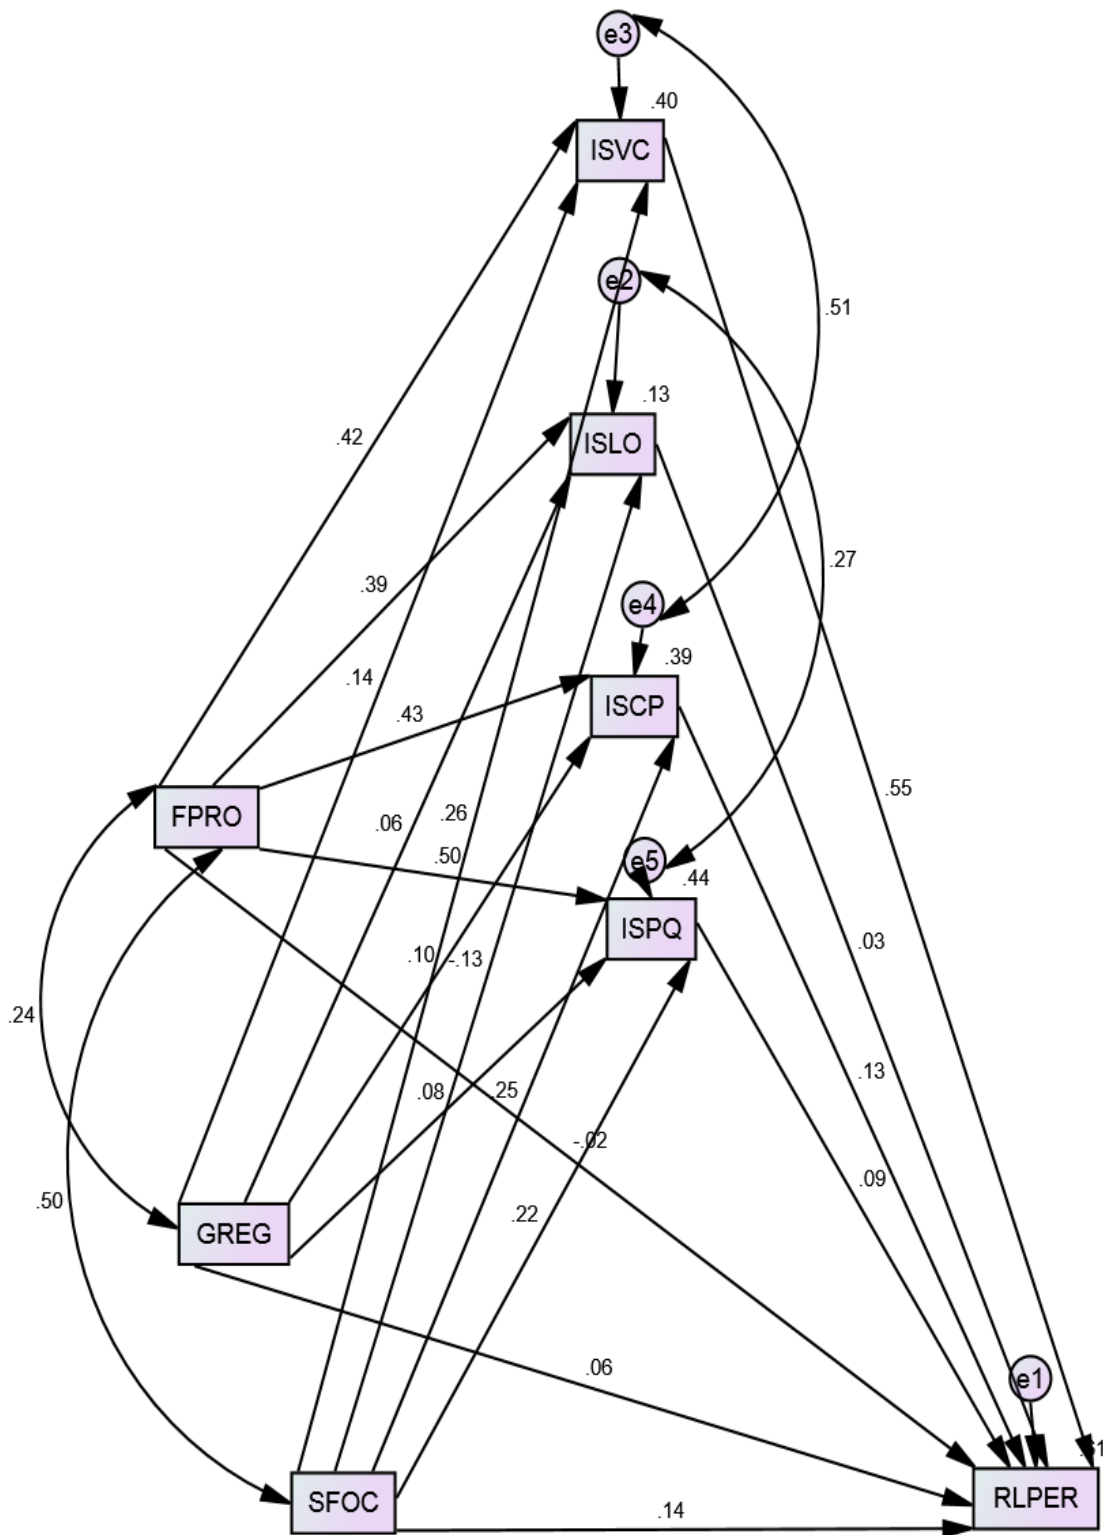 e3
.40
ISVC
e2
.51
.13
ISLO
.42
.27
.39
e4
.39
.14
ISCP
.43
.55
FPRO
.26
.06
.50
e5
.44
ISPQ
.03
.10
-.13
.24
.13
.08
.25
-.02
.09
.50
.22
GREG
.06
e1
.61
SFOC
RLPER
.14